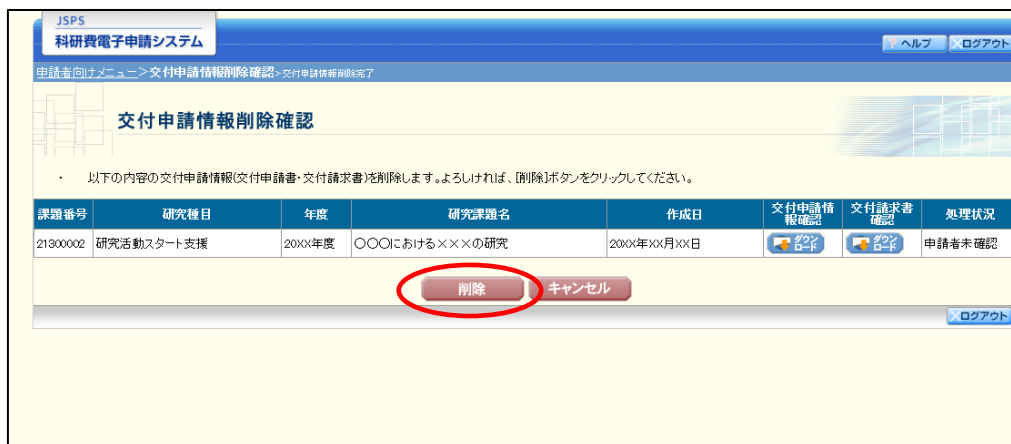 JSPS
科研費電子申請システム
? ヘルプ ×ログアウト
申請者向けメニュー>交付申請情報削除確認>交付申請情報削除完了
交付申請情報削除確認
・ 以下の内容の交付申請情報(交付申請書・交付請求書)を削除します。よろしければ、[削除]ボタンをクリックしてください。
課題番号 研究種目 年度 研究課題名 作成日 交付申請情報確認 交付請求書確認 処理状況
21300002 研究活動スタート支援 20XX年度 ○○○における×××の研究 20XX年XX月XX日 ダウンロード ダウンロード 申請者未確認
削除 キャンセル
×ログアウト